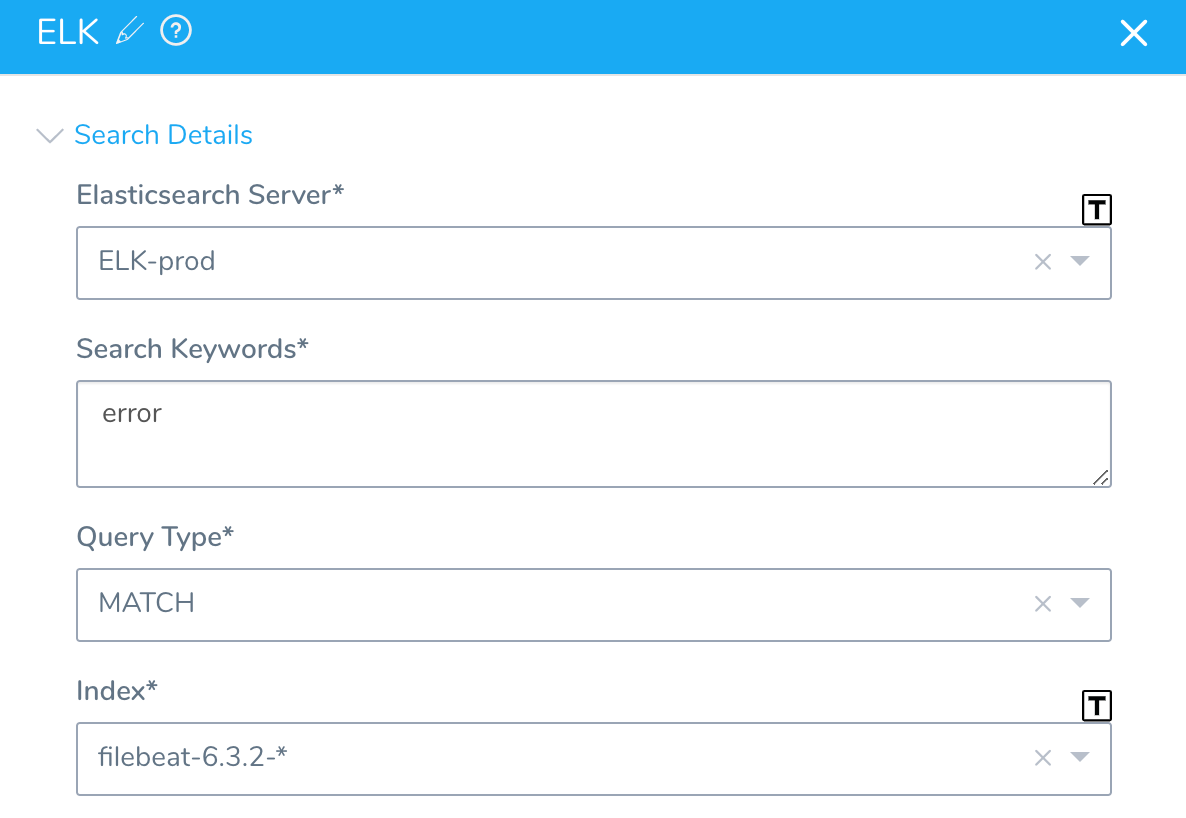 ELK ?
Search Details
Elasticsearch Server*
T
ELK-prod
Search Keywords*
error
Query Type*
MATCH
Index*
T
filebeat-6.3.2-*